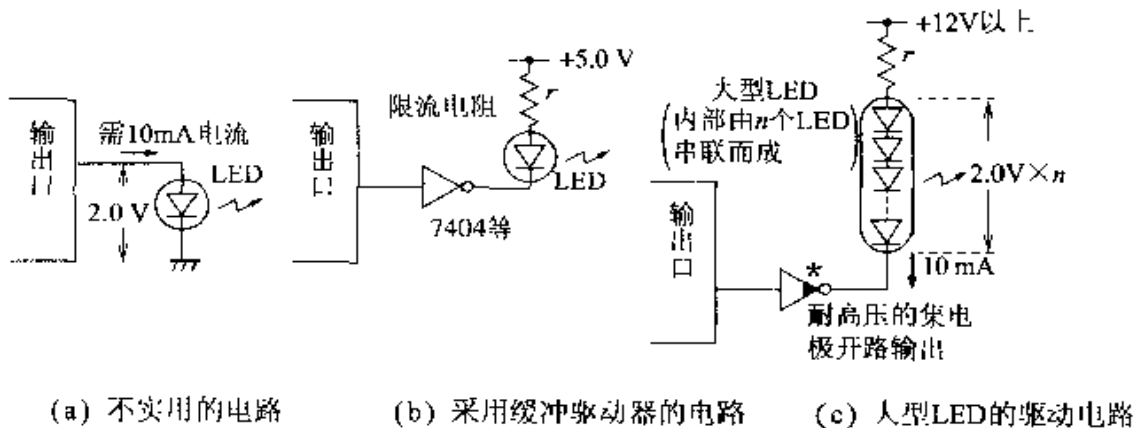 输出口
需10mA电流
2.0 V
LED
(a) 不实用的电路
+5.0 V
r
限流电阻
输出口
LED
7404等
(b) 采用缓冲驱动器的电路
+12V以上
r
大型LED
(内部由n个LED
串联而成)
2.0V×n
输出口
*
10 mA
耐高压的集电
极开路输出
(c) 大型LED的驱动电路